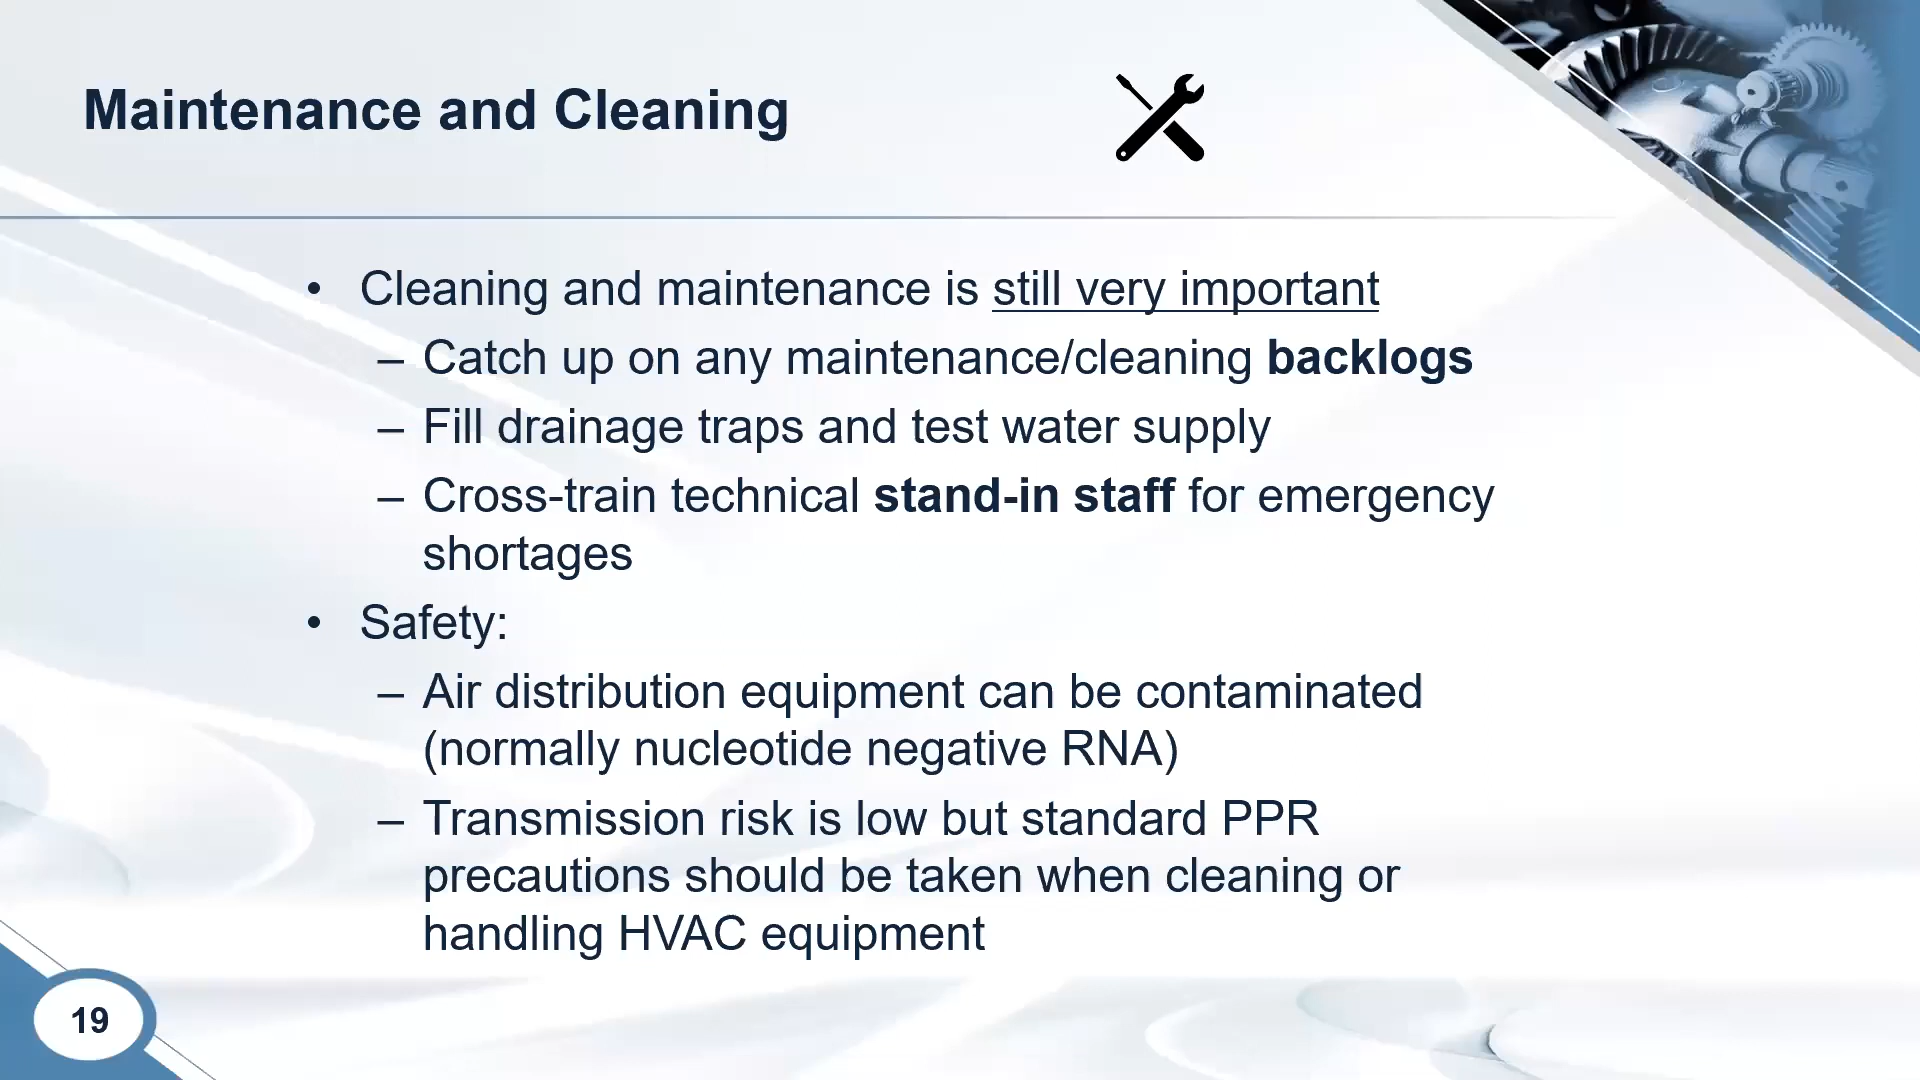 Maintenance and Cleaning
• Cleaning and maintenance is still very important
– Catch up on any maintenance/cleaning backlogs
– Fill drainage traps and test water supply
– Cross-train technical stand-in staff for emergency
shortages
• Safety:
– Air distribution equipment can be contaminated
(normally nucleotide negative RNA)
– Transmission risk is low but standard PPR
precautions should be taken when cleaning or
handling HVAC equipment
19